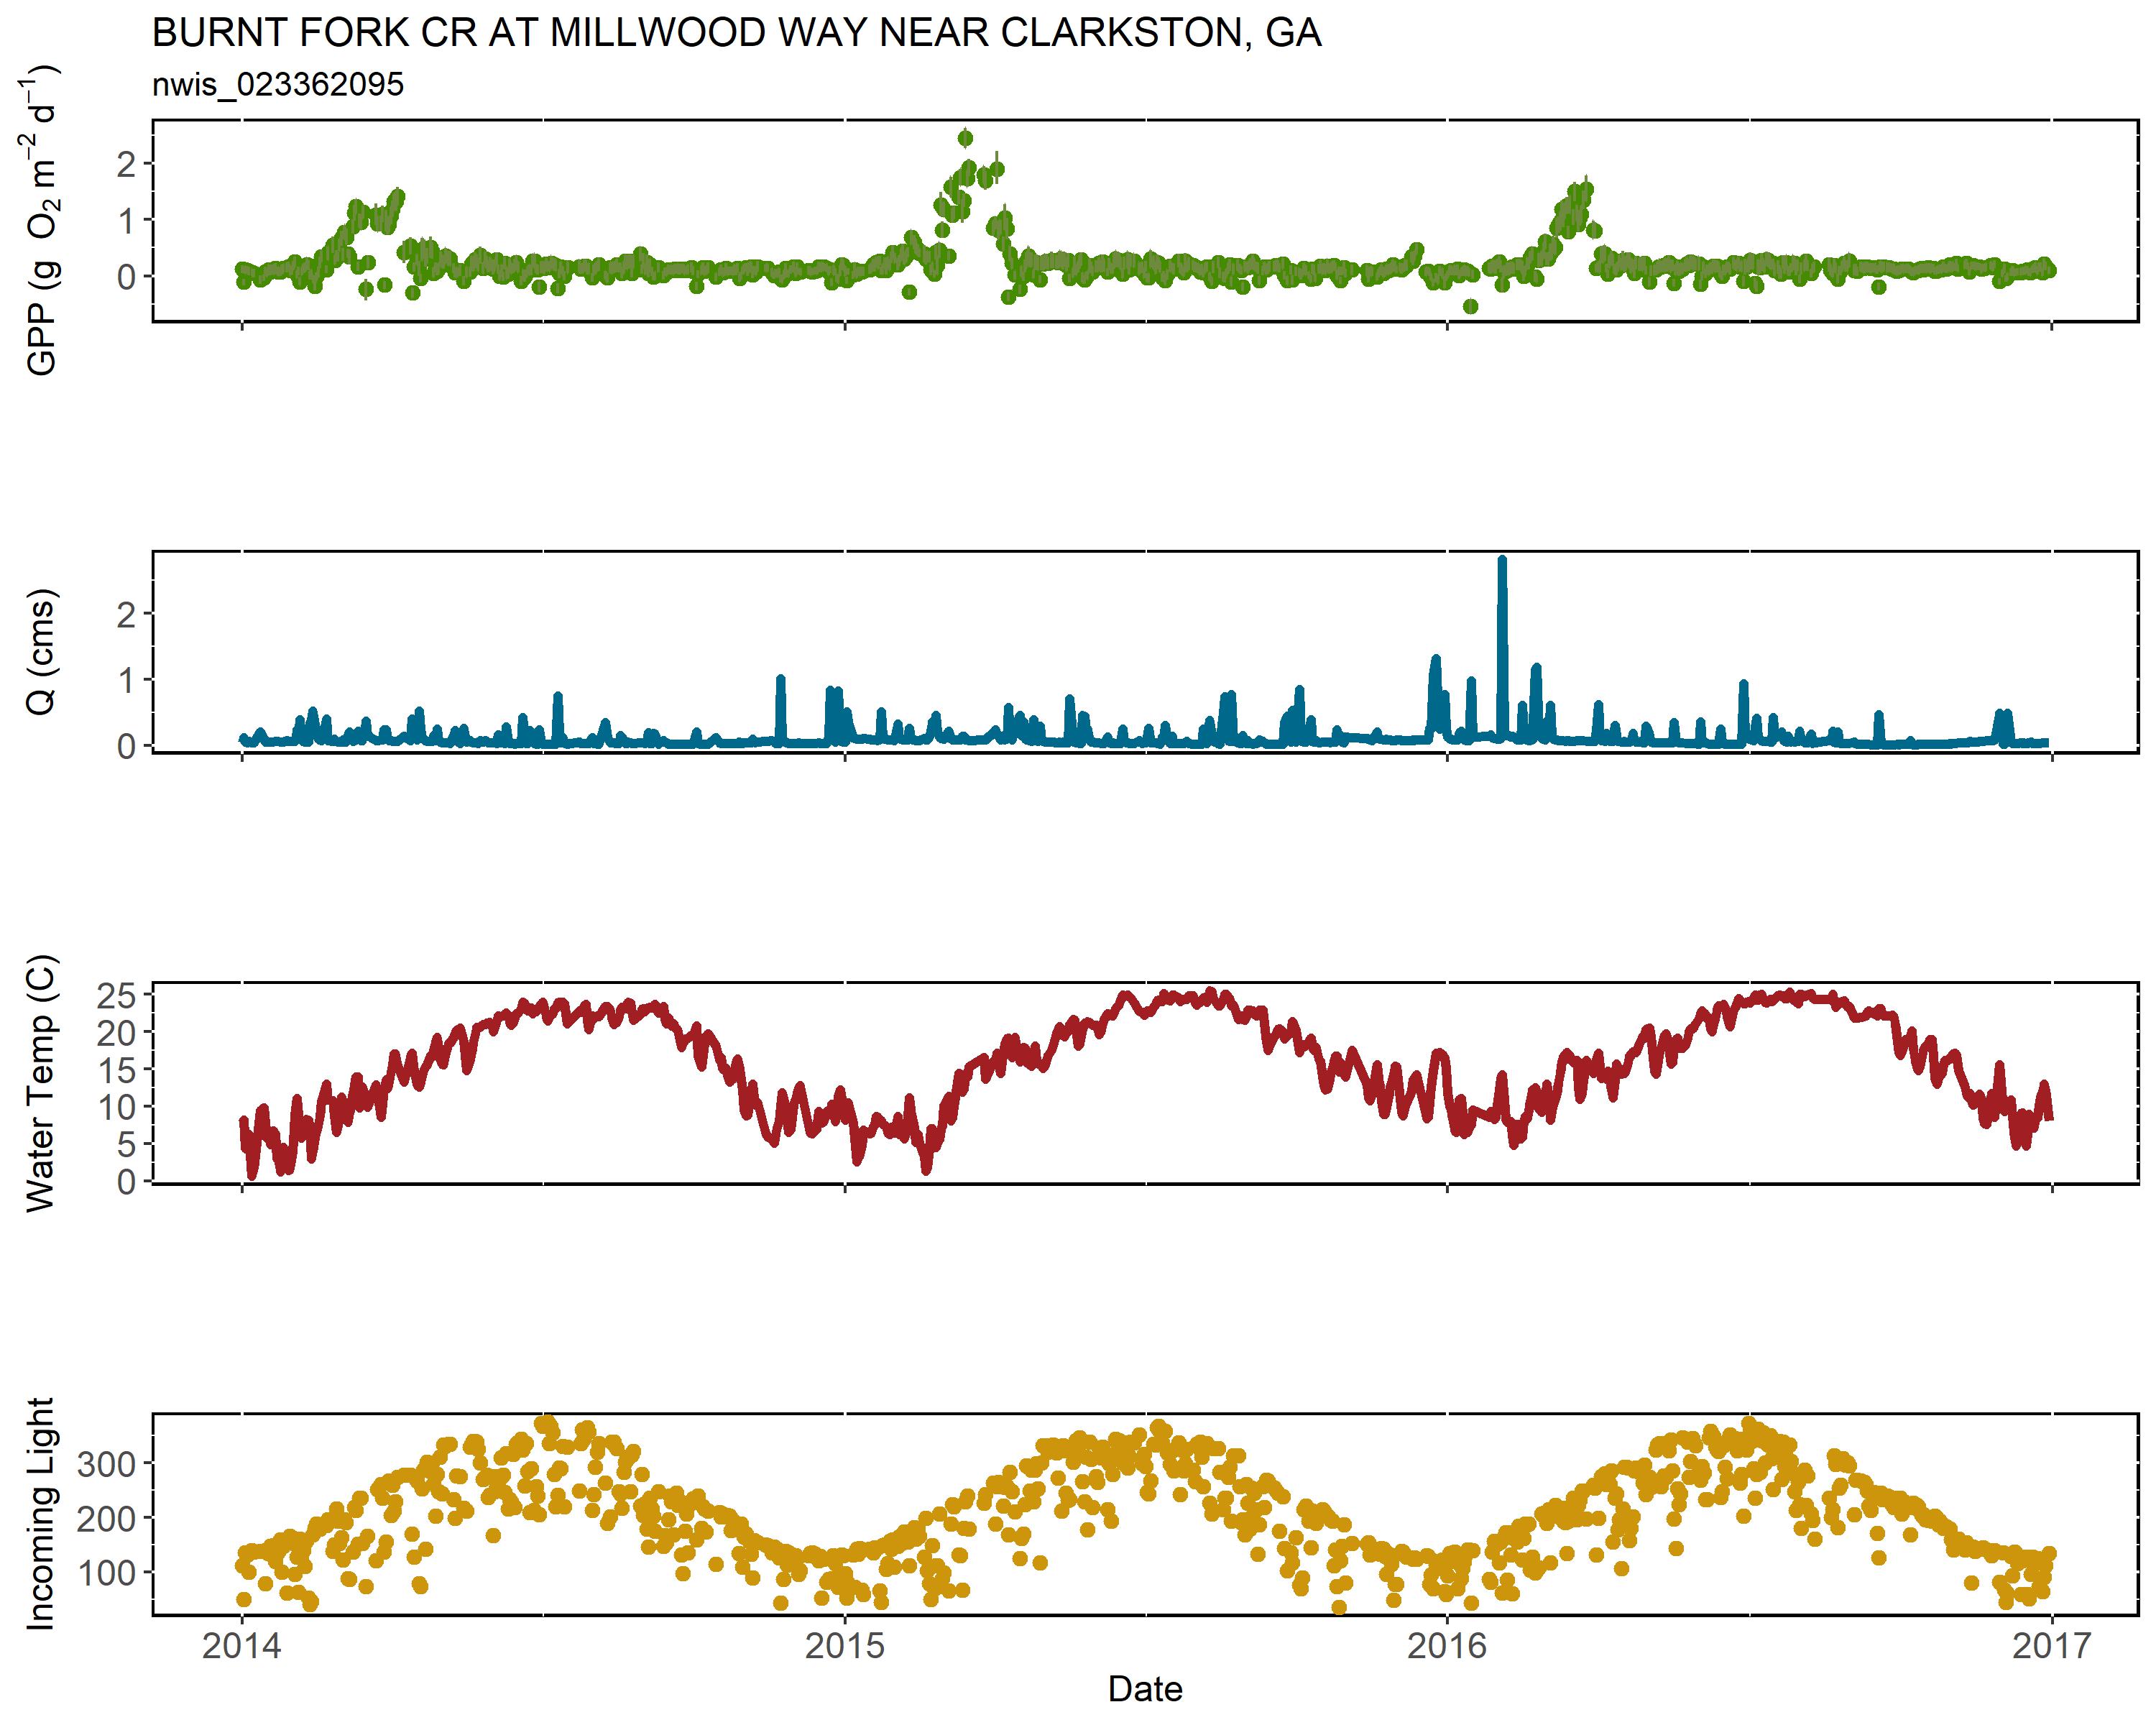 BURNT FORK CR AT MILLWOOD WAY NEAR CLARKSTON, GA
nwis_023362095
GPP (g O₂ m⁻² d⁻¹)
2
1
0
Q (cms)
2
1
0
Water Temp (C)
25
20
15
10
5
0
Incoming Light
300
200
100
2014 2015 2016 2017
Date